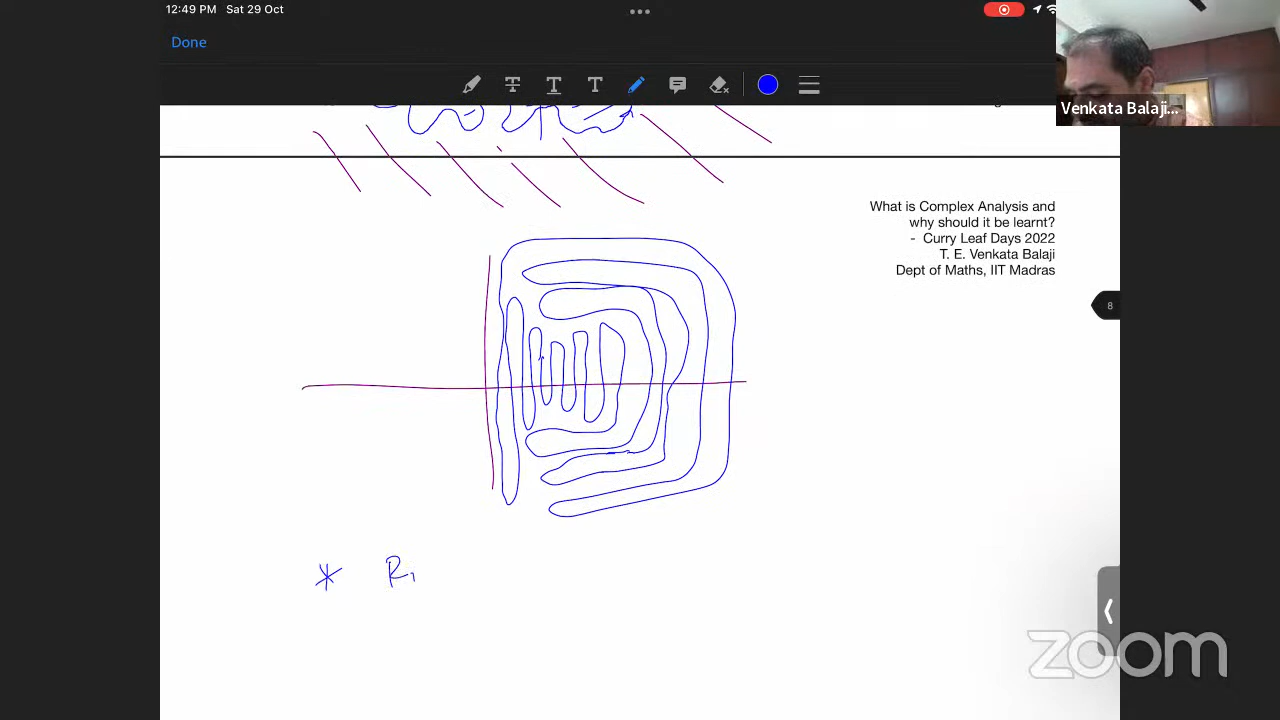 12:49 PM Sat 29 Oct
Done
Venkata Balaji...
What is Complex Analysis and
why should it be learnt?
- Curry Leaf Days 2022
T. E. Venkata Balaji
Dept of Maths, IIT Madras
8
* R,
zoom